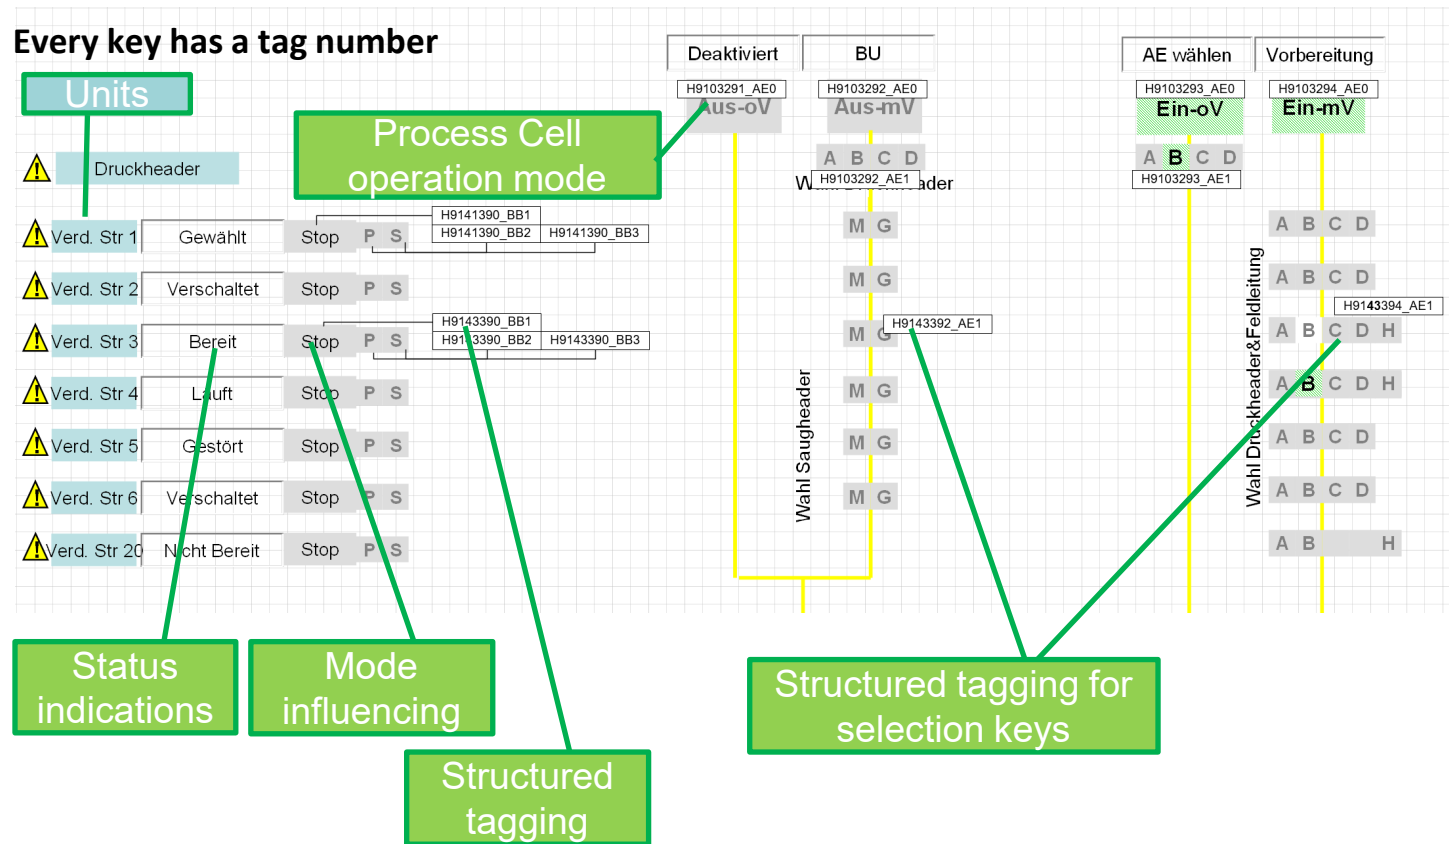 Every key has a tag number
Units
Deaktiviert
BU
AE wählen
Vorbereitung
H9103291_AE0
H9103292_AE0
H9103293_AE0
H9103294_AE0
Aus-oV
Aus-mV
Ein-oV
Ein-mV
Process Cell
operation mode
Druckheader
A B C D
A B C D
H9103292_AE1
H9103293_AE1
Verd. Str 1 Gewählt Stop P S
H9141390_BB1
H9141390_BB2 H9141390_BB3
M G
A B C D
Verd. Str 2 Verschaltet Stop P S
M G
A B C D
Verd. Str 3 Bereit Stop P S
H9143390_BB1
H9143390_BB2 H9143390_BB3
M G
H9143392_AE1
H9143394_AE1
A B C D H
Verd. Str 4 Läuft Stop P S
M G
A B C D H
Verd. Str 5 Gestört Stop P S
M G
A B C D
Verd. Str 6 Verschaltet Stop P S
M G
A B C D
Verd. Str 20 Nicht Bereit Stop P S
A B H
Wahl Saugheader
Wahl Druckheader&Feldleitung
Status
indications
Mode
influencing
Structured
tagging
Structured tagging for
selection keys